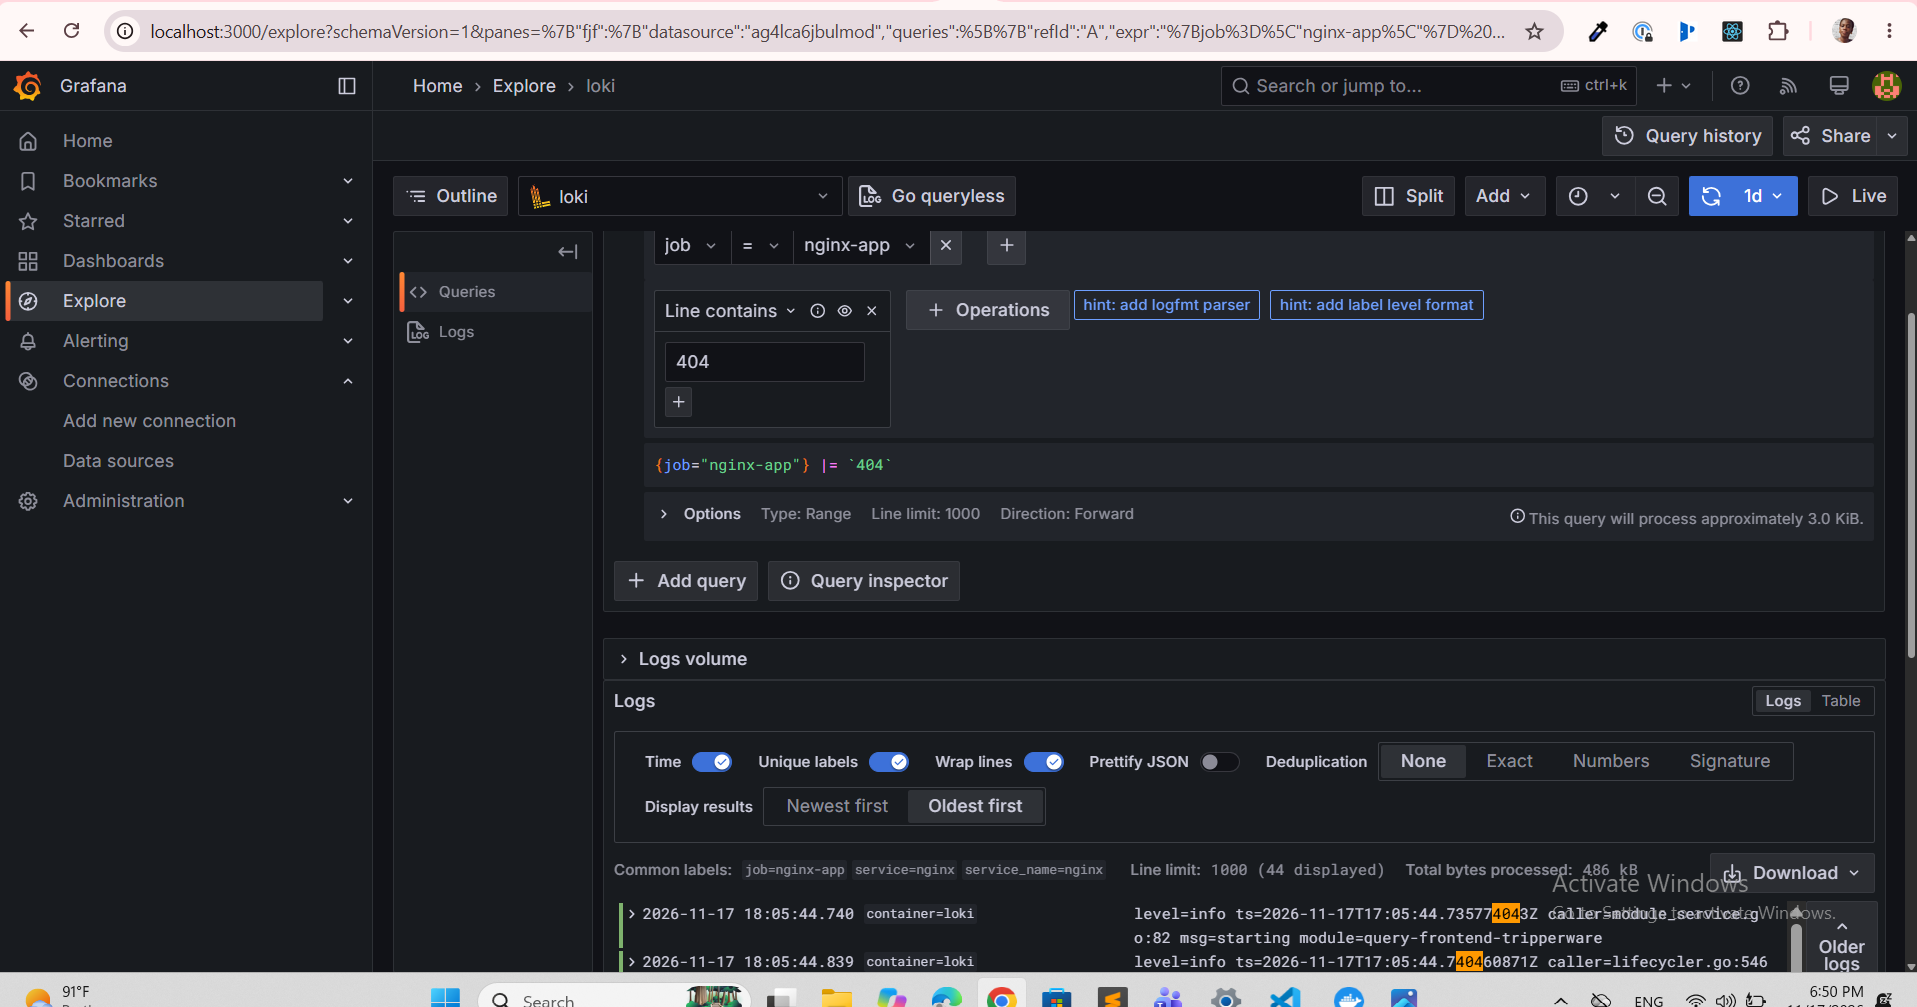 localhost:3000/explore?schemaVersion=1&panes=%7B"fjf":%7B"datasource":"ag4lca6jbulmod","queries":%5B%7B"refId":"A","expr":"%7Bjob%3D%5C"nginx-app%5C"%7D%20...
Grafana
Home › Explore › loki
Search or jump to...
ctrl+k
Query history
Share
Home
Bookmarks
Starred
Dashboards
Explore
Alerting
Connections
Add new connection
Data sources
Administration
Outline
loki
Go queryless
Split
Add
1d
Live
Queries
Logs
job = nginx-app
Line contains
Operations
hint: add logfmt parser
hint: add label level format
404
{job="nginx-app"} |= `404`
Options Type: Range Line limit: 1000 Direction: Forward
This query will process approximately 3.0 KiB.
+ Add query
Query inspector
Logs volume
Logs
Logs Table
Time Unique labels Wrap lines Prettify JSON Deduplication None Exact Numbers Signature
Display results Newest first Oldest first
Common labels: job=nginx-app service=nginx service_name=nginx Line limit: 1000 (44 displayed) Total bytes processed: 486 kB
Download
Activate Windows
Go to Settings to activate Windows.
2026-11-17 18:05:44.740 container=loki level=info ts=2026-11-17T17:05:44.735774043Z caller=module_service.g
o:82 msg=starting module=query-frontend-tripperware
2026-11-17 18:05:44.839 container=loki level=info ts=2026-11-17T17:05:44.740460871Z caller=lifecycler.go:546
Older
logs
91°F
Search
ENG
6:50 PM